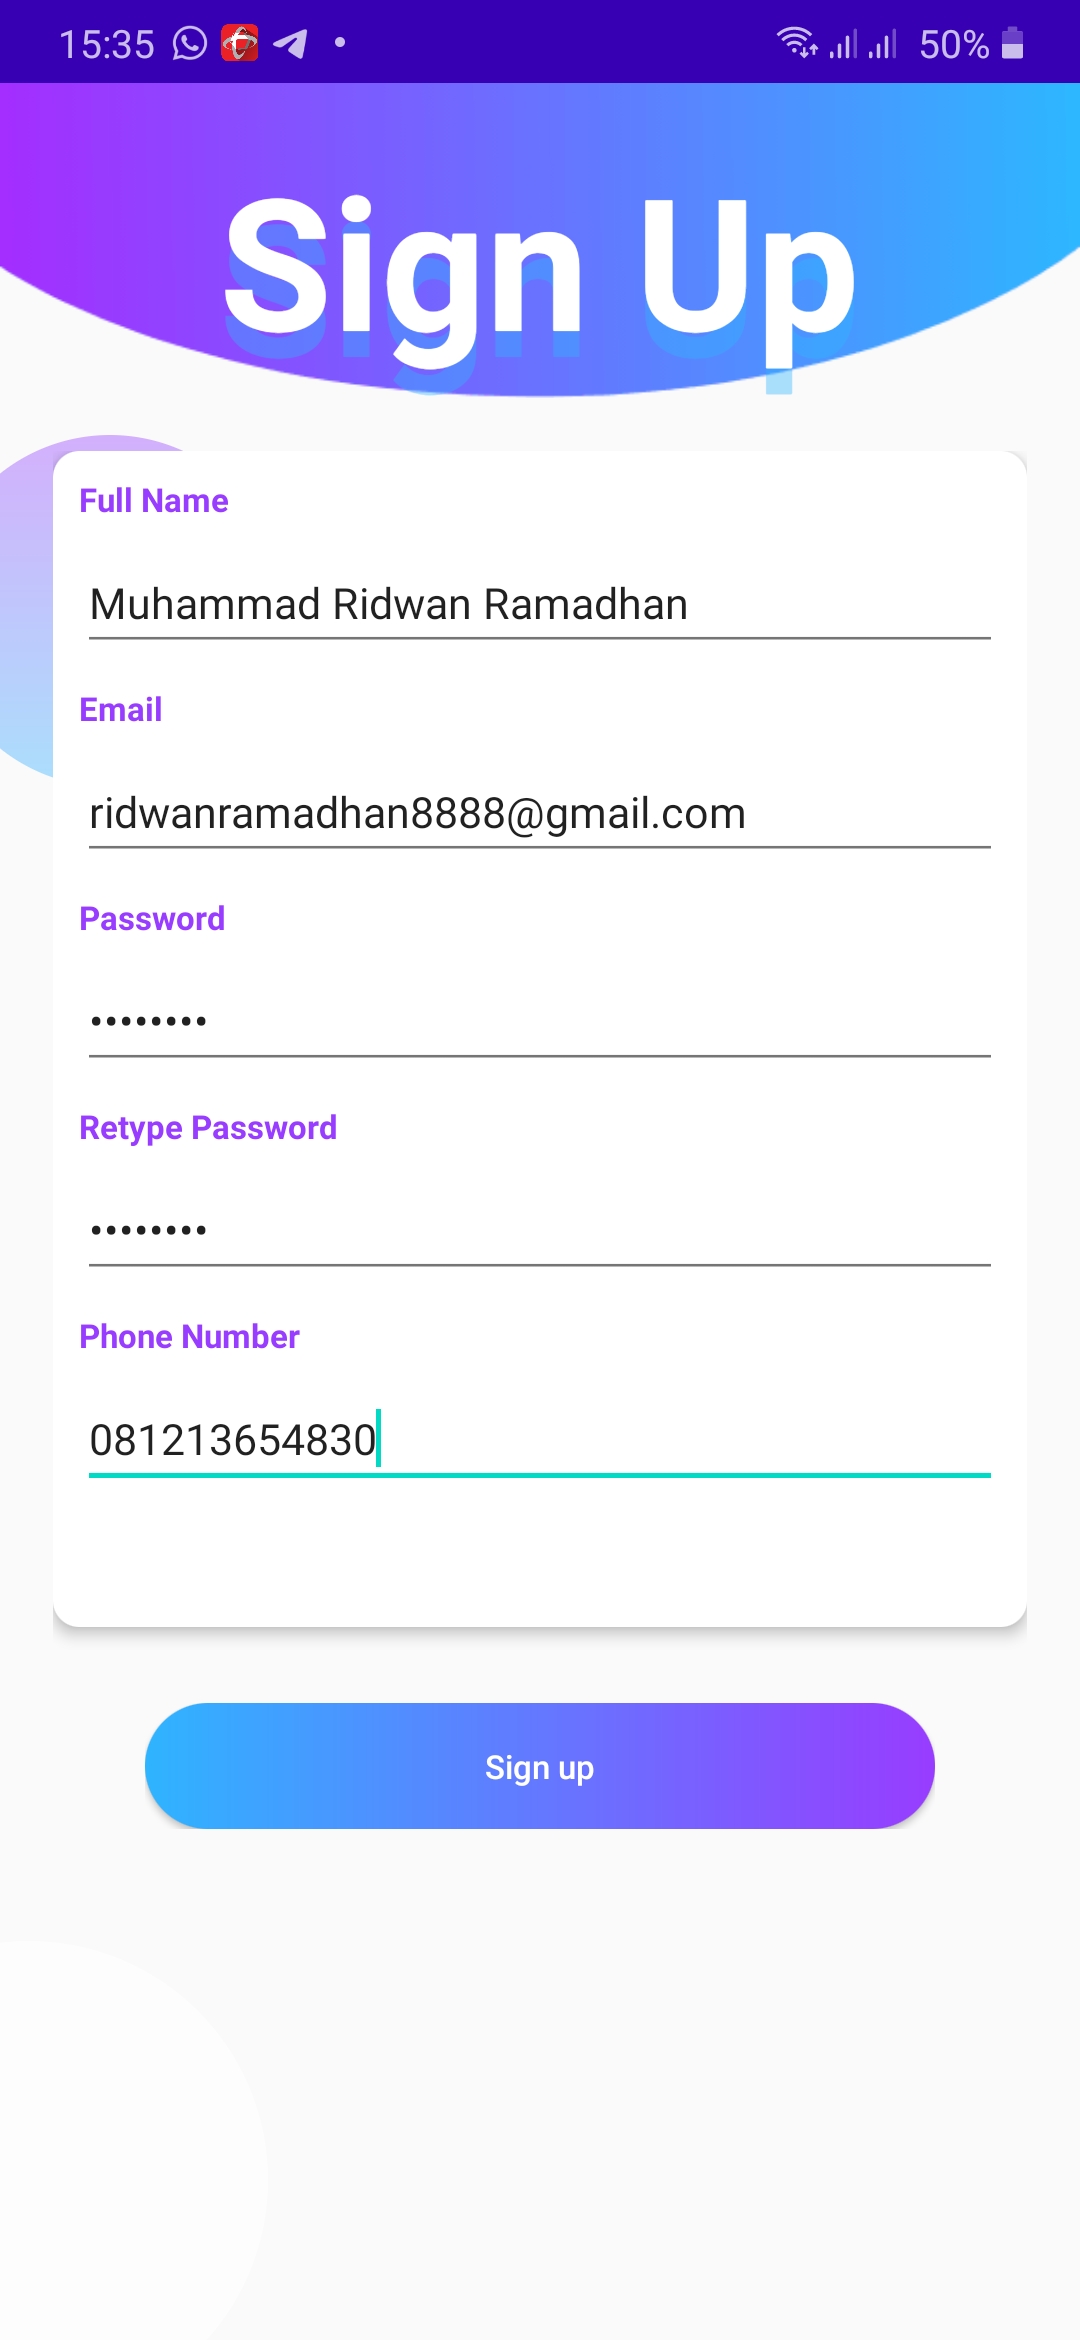 15:35 50%
Sign Up
Full Name
Muhammad Ridwan Ramadhan
Email
ridwanramadhan8888@gmail.com
Password
••••••••
Retype Password
••••••••
Phone Number
081213654830
Sign up